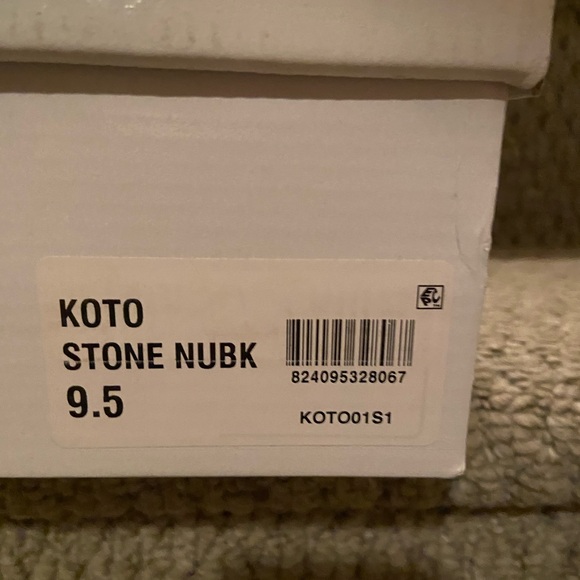 KOTO
STONE NUBK
9.5
824095328067
KOTO01S1